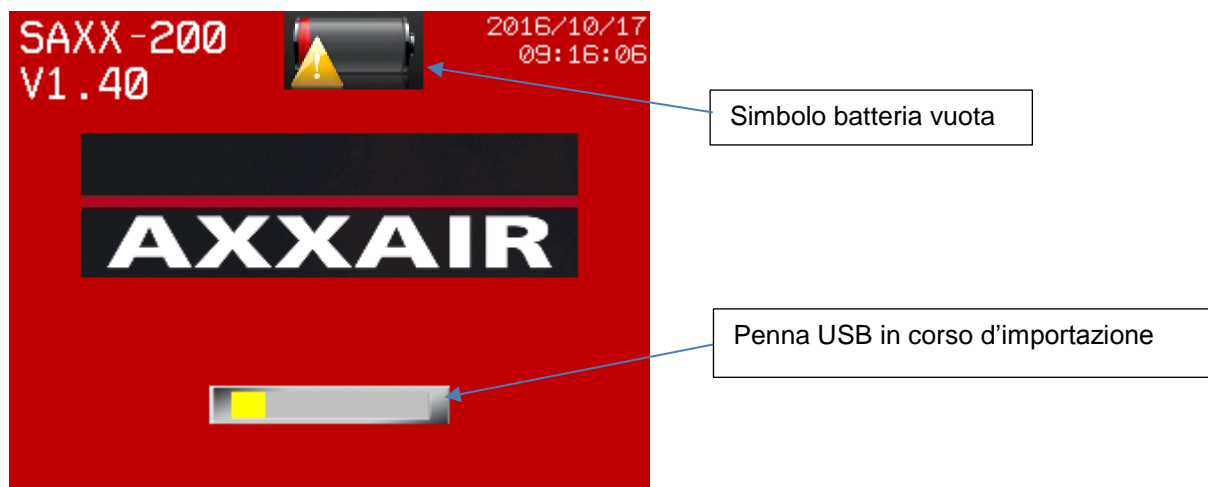 SAXX-200
V1.40
2016/10/17
09:16:06
Simbolo batteria vuota
AXXAIR
Penna USB in corso d’importazione